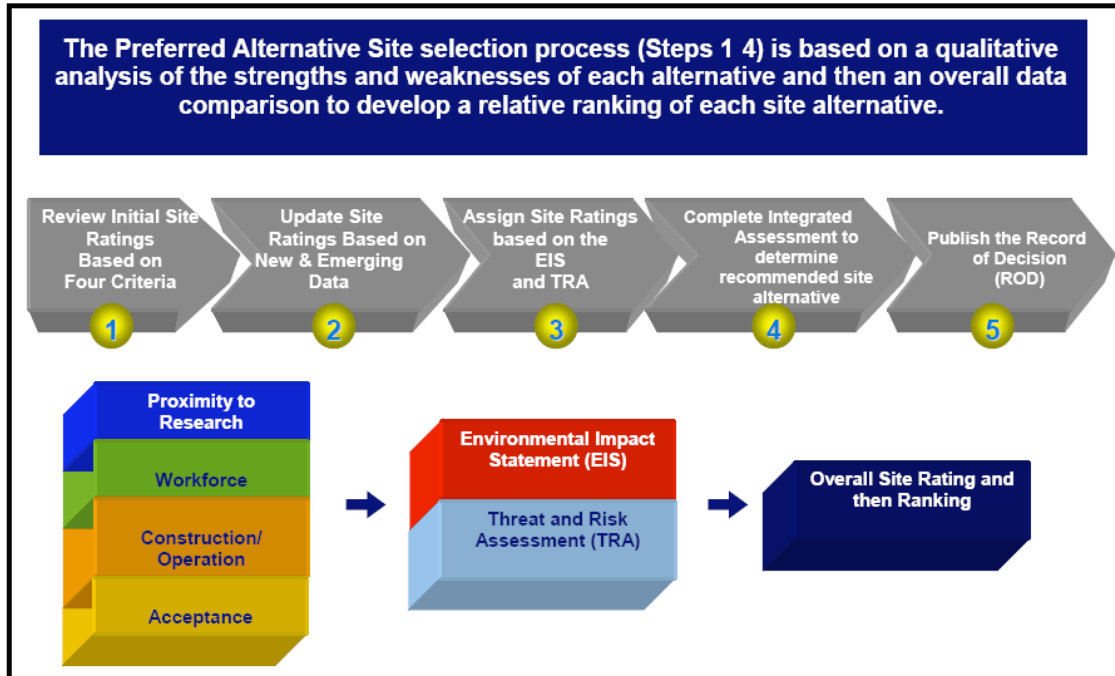 The Preferred Alternative Site selection process (Steps 1 4) is based on a qualitative
analysis of the strengths and weaknesses of each alternative and then an overall data
comparison to develop a relative ranking of each site alternative.
Review Initial Site
Ratings
Based on
Four Criteria
1
Update Site
Ratings Based on
New & Emerging
Data
2
Assign Site Ratings
based on the
EIS
and TRA
3
Complete Integrated
Assessment to
determine
recommended site
alternative
4
Publish the Record
of Decision
(ROD)
5
Proximity to
Research
Workforce
Construction/
Operation
Acceptance
Environmental Impact
Statement (EIS)
Threat and Risk
Assessment (TRA)
Overall Site Rating and
then Ranking